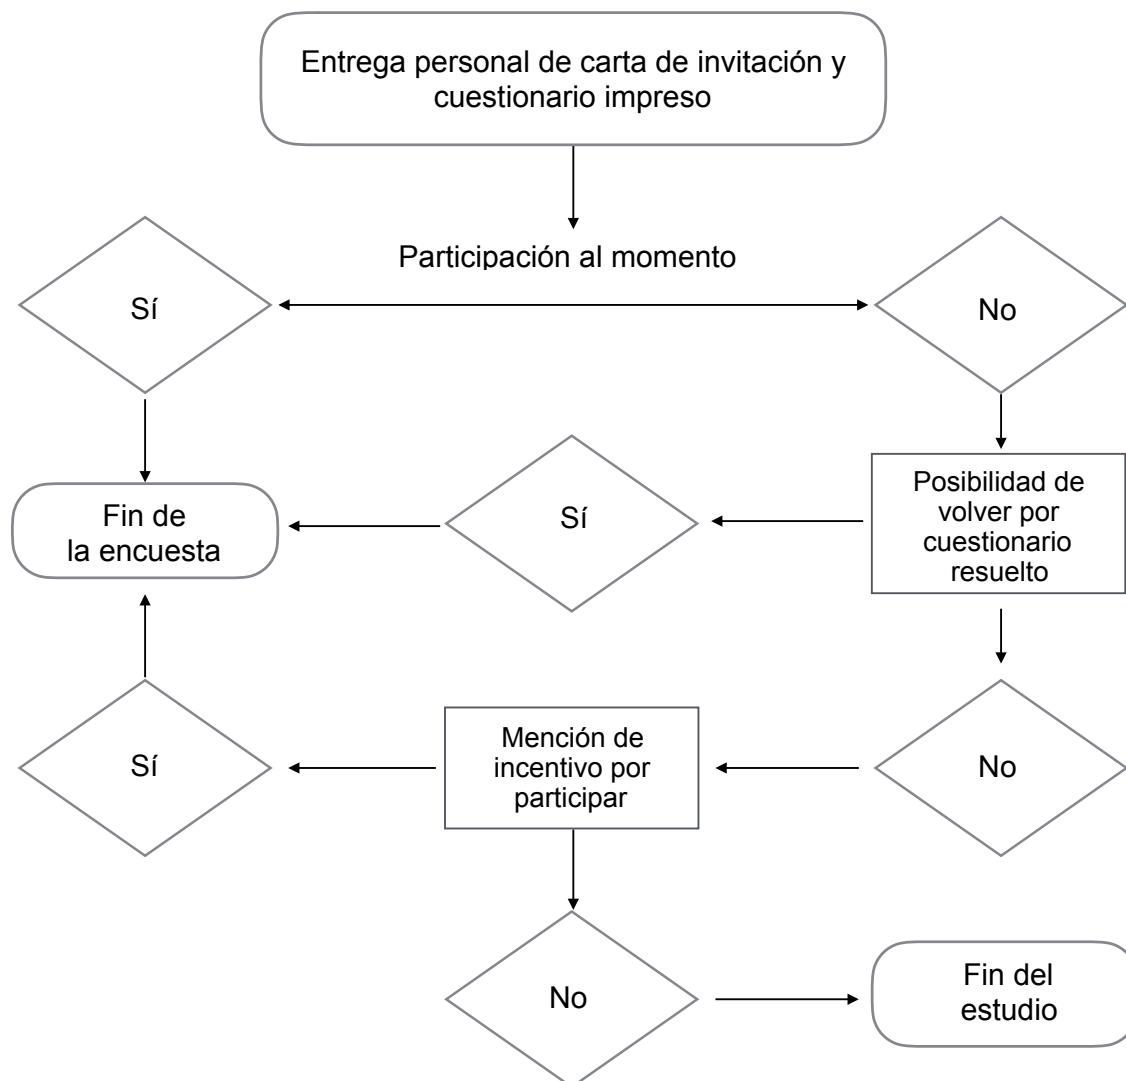 Entrega personal de carta de invitación y
cuestionario impreso
Participación al momento
Sí
No
Fin de
la encuesta
Sí
Posibilidad de
volver por
cuestionario
resuelto
Sí
Mención de
incentivo por
participar
No
No
Fin del
estudio